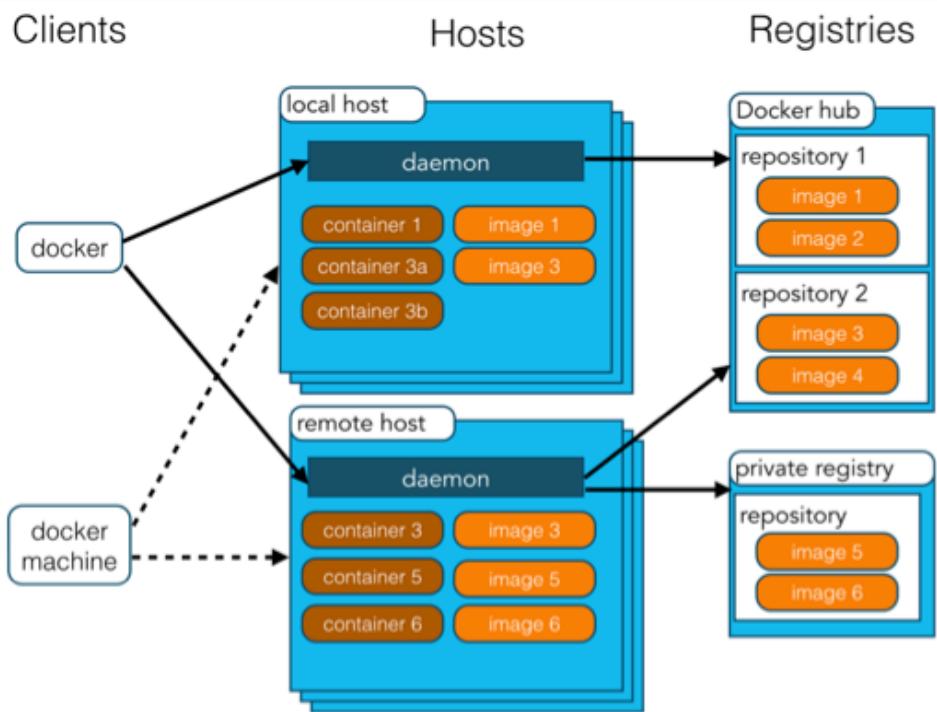 Clients
Hosts
Registries
docker
docker
machine
local host
daemon
container 1
image 1
container 3a
image 3
container 3b
remote host
daemon
container 3
image 3
container 5
image 5
container 6
image 6
Docker hub
repository 1
image 1
image 2
repository 2
image 3
image 4
private registry
repository
image 5
image 6